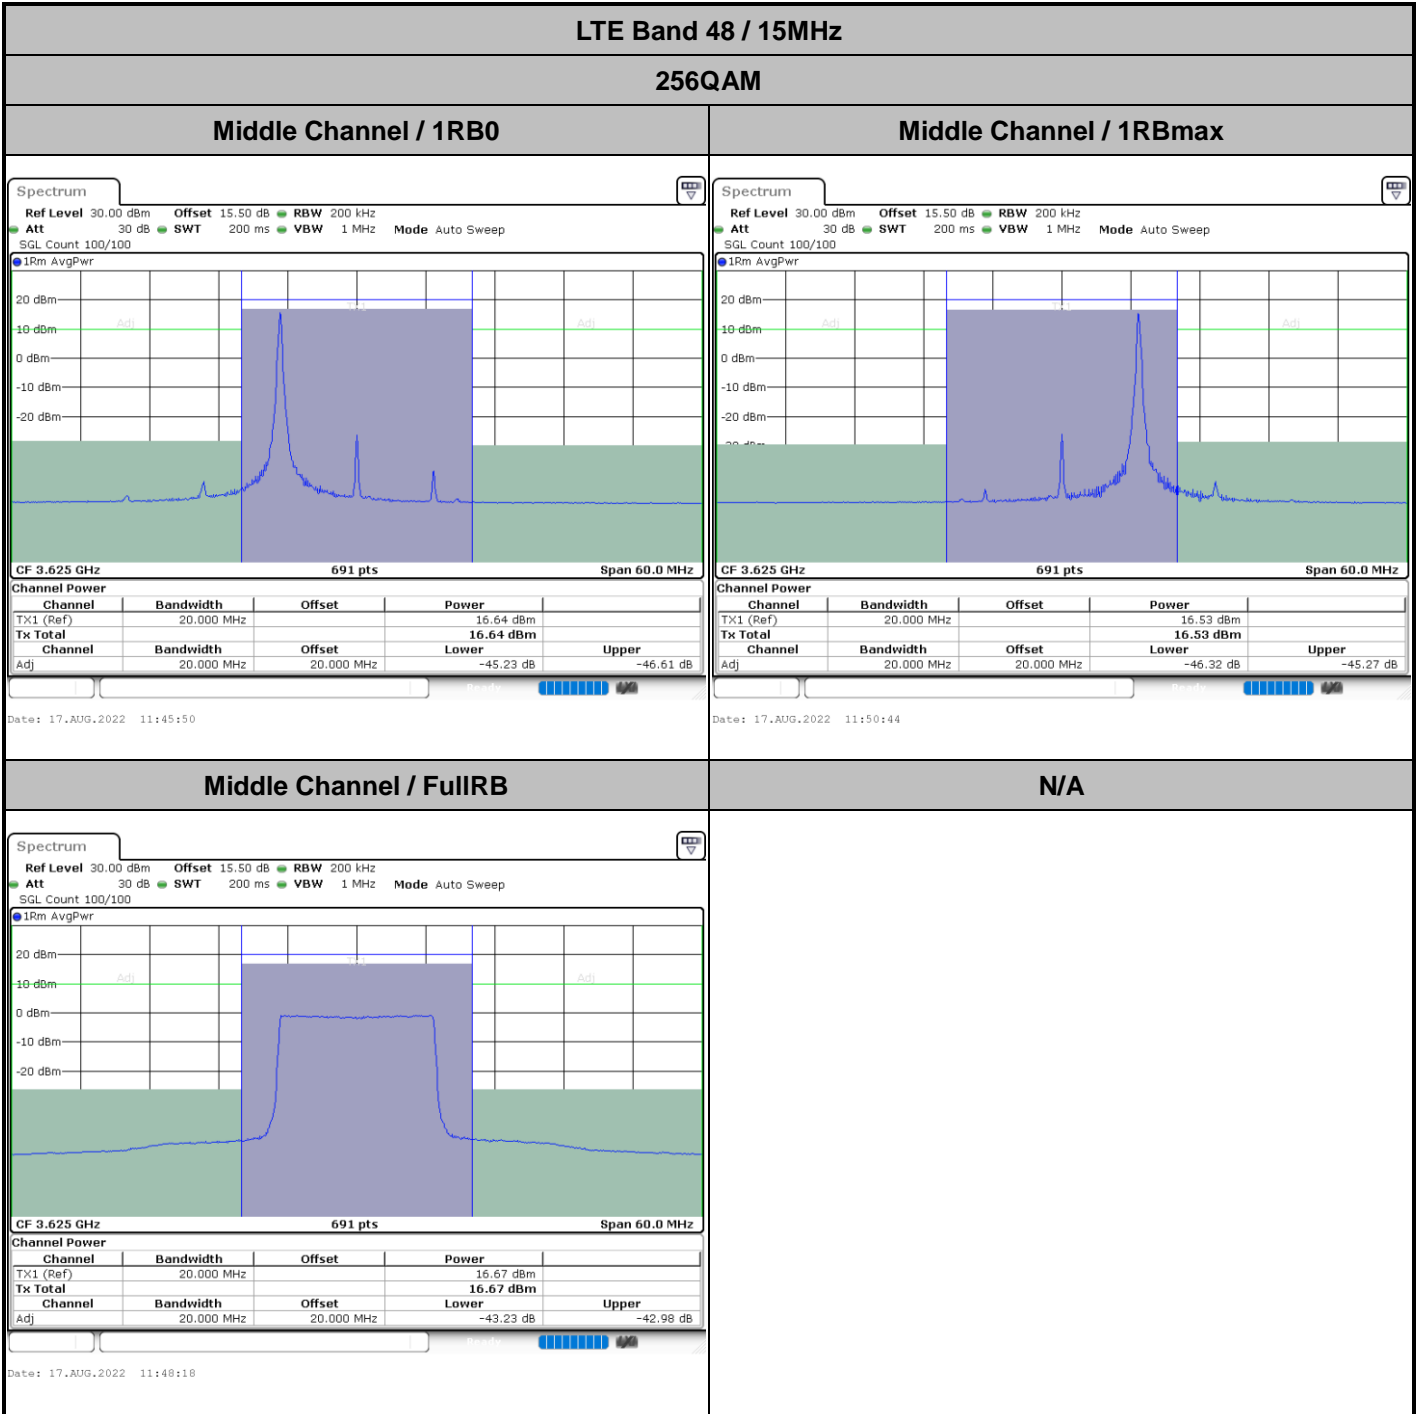 LTE Band 48 / 15MHz
256QAM
Middle Channel / 1RB0
Middle Channel / 1RBmax
Spectrum
Ref Level 30.00 dBm Offset 15.50 dB RBW 200 kHz
Att 30 dB SWT 200 ms VBW 1 MHz Mode Auto Sweep
SGL Count 100/100
1Rm AvgPwr
TX1
20 dBm
Adj
Adj
10 dBm
0 dBm
-10 dBm
-20 dBm
CF 3.625 GHz 691 pts Span 60.0 MHz
Channel Power
Channel Bandwidth Offset Power
TX1 (Ref) 20.000 MHz 16.64 dBm
Tx Total 16.64 dBm
Channel Bandwidth Offset Lower Upper
Adj 20.000 MHz 20.000 MHz -45.23 dB -46.61 dB
Ready
Date: 17.AUG.2022 11:45:50
Spectrum
Ref Level 30.00 dBm Offset 15.50 dB RBW 200 kHz
Att 30 dB SWT 200 ms VBW 1 MHz Mode Auto Sweep
SGL Count 100/100
1Rm AvgPwr
TX1
20 dBm
Adj
Adj
10 dBm
0 dBm
-10 dBm
-20 dBm
-30 dBm
CF 3.625 GHz 691 pts Span 60.0 MHz
Channel Power
Channel Bandwidth Offset Power
TX1 (Ref) 20.000 MHz 16.53 dBm
Tx Total 16.53 dBm
Channel Bandwidth Offset Lower Upper
Adj 20.000 MHz 20.000 MHz -46.32 dB -45.27 dB
Ready
Date: 17.AUG.2022 11:50:44
Middle Channel / FullRB
N/A
Spectrum
Ref Level 30.00 dBm Offset 15.50 dB RBW 200 kHz
Att 30 dB SWT 200 ms VBW 1 MHz Mode Auto Sweep
SGL Count 100/100
1Rm AvgPwr
TX1
20 dBm
Adj
Adj
10 dBm
0 dBm
-10 dBm
-20 dBm
CF 3.625 GHz 691 pts Span 60.0 MHz
Channel Power
Channel Bandwidth Offset Power
TX1 (Ref) 20.000 MHz 16.67 dBm
Tx Total 16.67 dBm
Channel Bandwidth Offset Lower Upper
Adj 20.000 MHz 20.000 MHz -43.23 dB -42.98 dB
Ready
Date: 17.AUG.2022 11:48:18